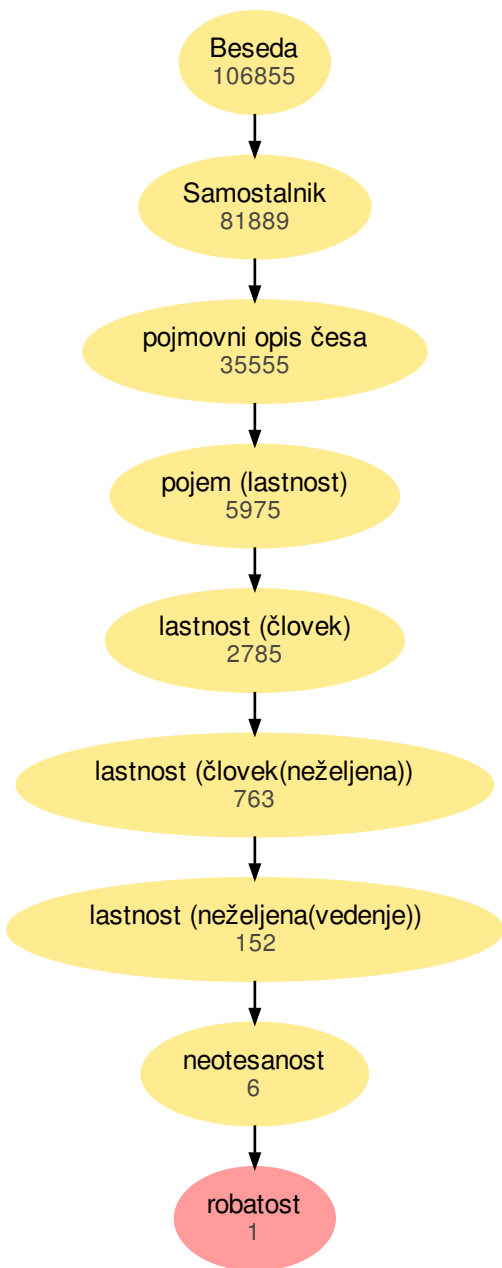 Beseda
106855
Samostalnik
81889
pojmovni opis česa
35555
pojem (lastnost)
5975
lastnost (človek)
2785
lastnost (človek(neželjena))
763
lastnost (neželjena(vedenje))
152
neotesanost
6
robatost
1